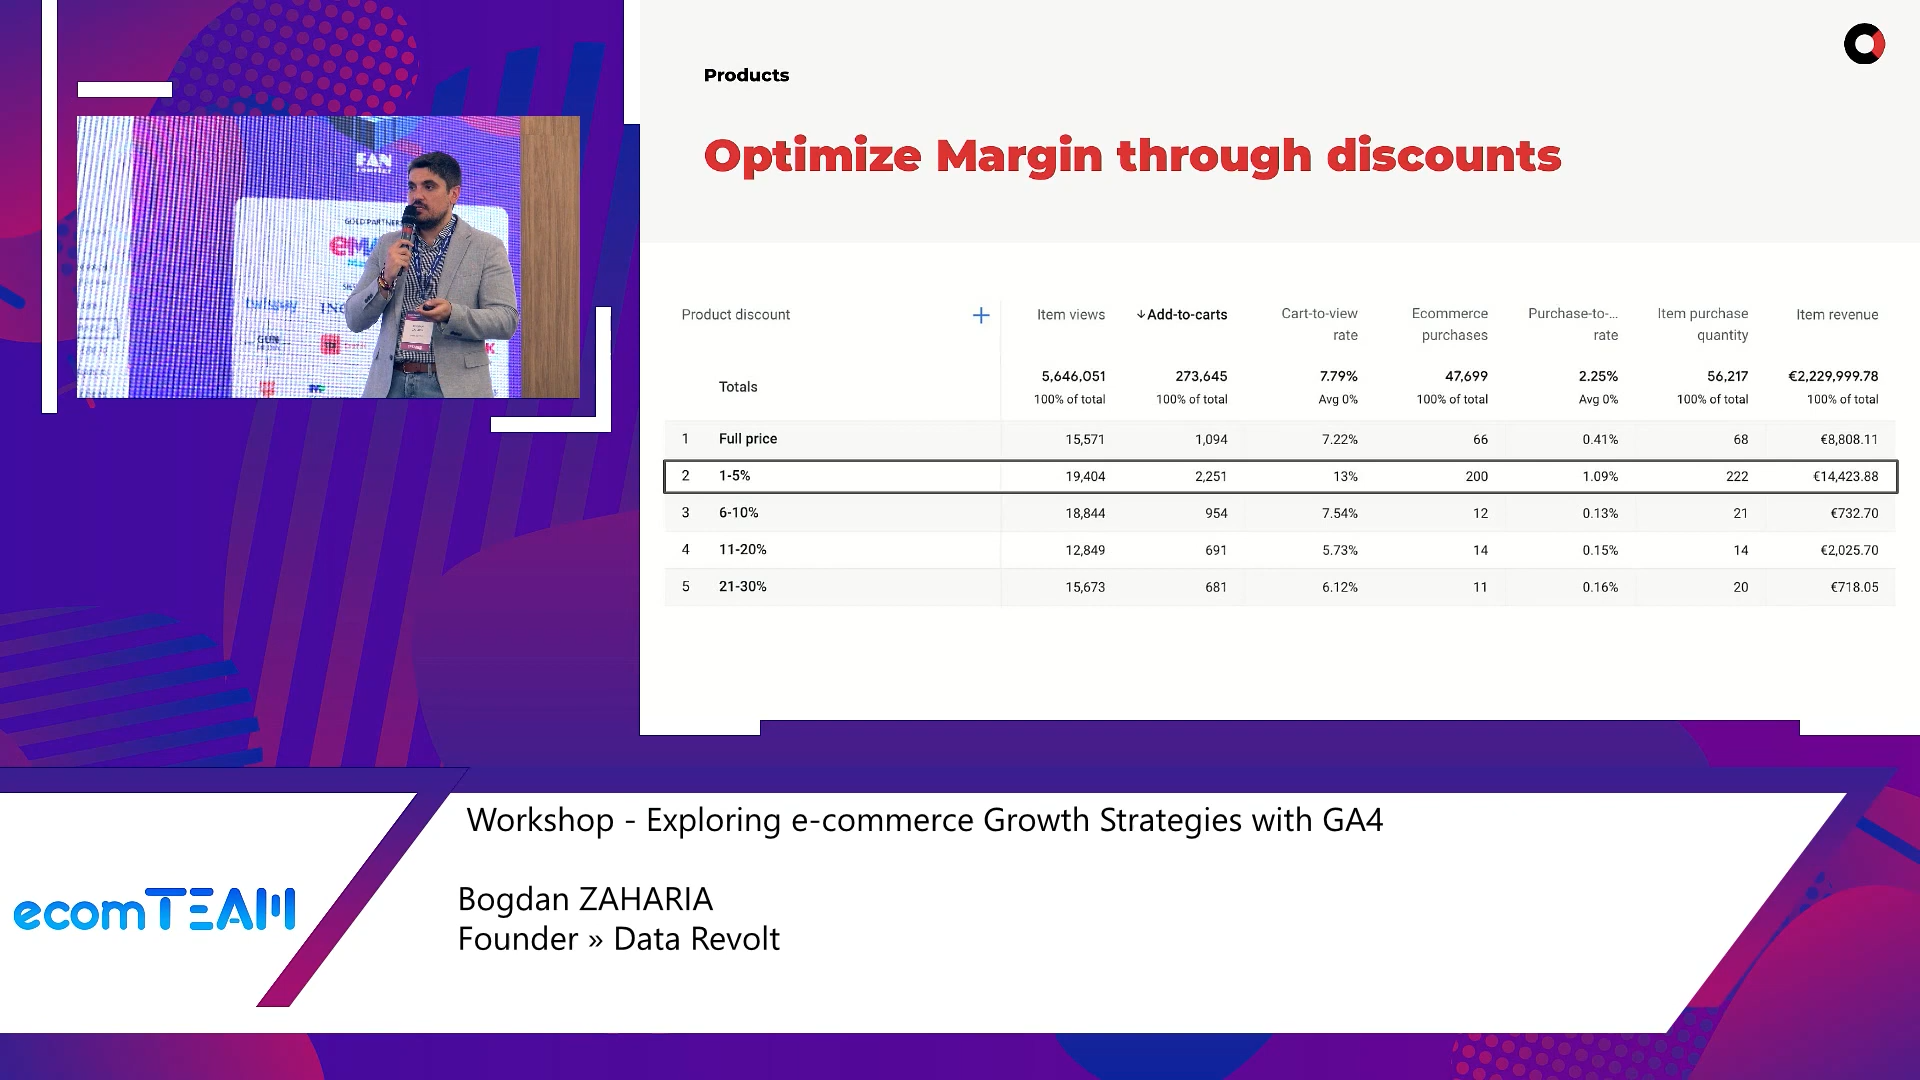 Products
Optimize Margin through discounts
Product discount + Item views ↓Add-to-carts Cart-to-view rate Ecommerce purchases Purchase-to-... rate Item purchase quantity Item revenue
Totals 5,646,051 273,645 7.79% 47,699 2.25% 56,217 €2,229,999.78
100% of total 100% of total Avg 0% 100% of total Avg 0% 100% of total 100% of total
1 Full price 15,571 1,094 7.22% 66 0.41% 68 €8,808.11
2 1-5% 19,404 2,251 13% 200 1.09% 222 €14,423.88
3 6-10% 18,844 954 7.54% 12 0.13% 21 €732.70
4 11-20% 12,849 691 5.73% 14 0.15% 14 €2,025.70
5 21-30% 15,673 681 6.12% 11 0.16% 20 €718.05
FAN
COURIER
GOLD PARTNER
Workshop - Exploring e-commerce Growth Strategies with GA4
Bogdan ZAHARIA
Founder » Data Revolt
ecomTEAM